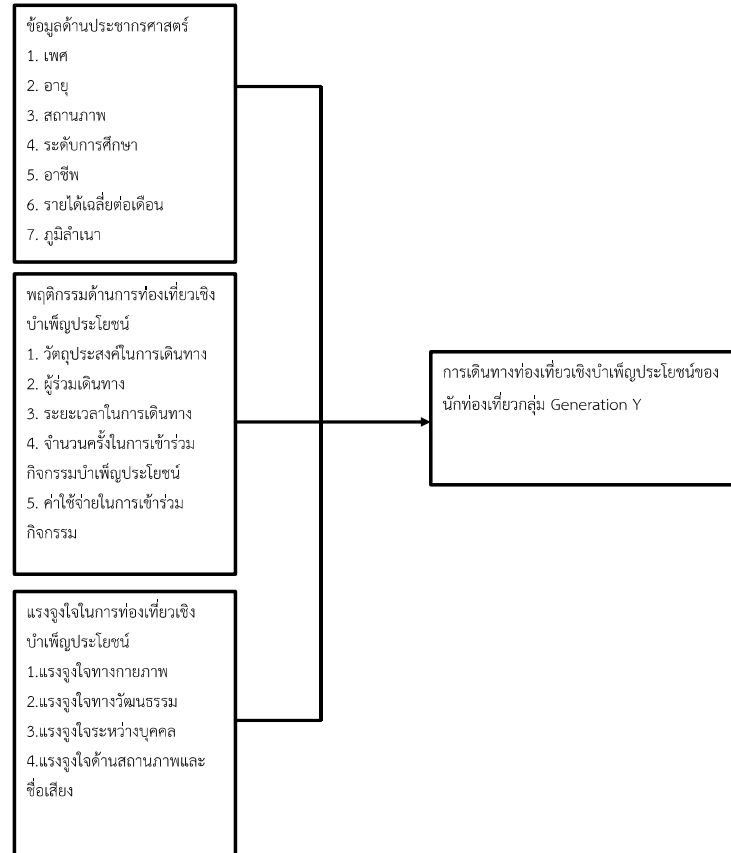 ข้อมูลด้านประชากรศาสตร์
1. เพศ
2. อายุ
3. สถานภาพ
4. ระดับการศึกษา
5. อาชีพ
6. รายได้เฉลี่ยต่อเดือน
7. ภูมิลำเนา
พฤติกรรมด้านการท่องเที่ยวเชิง
บำเพ็ญประโยชน์
1. วัตถุประสงค์ในการเดินทาง
2. ผู้ร่วมเดินทาง
3. ระยะเวลาในการเดินทาง
4. จำนวนครั้งในการเข้าร่วม
กิจกรรมบำเพ็ญประโยชน์
5. ค่าใช้จ่ายในการเข้าร่วม
กิจกรรม
แรงจูงใจในการท่องเที่ยวเชิง
บำเพ็ญประโยชน์
1.แรงจูงใจทางกายภาพ
2.แรงจูงใจทางวัฒนธรรม
3.แรงจูงใจระหว่างบุคคล
4.แรงจูงใจด้านสถานภาพและ
ชื่อเสียง
การเดินทางท่องเที่ยวเชิงบำเพ็ญประโยชน์ของ
นักท่องเที่ยวกลุ่ม Generation Y